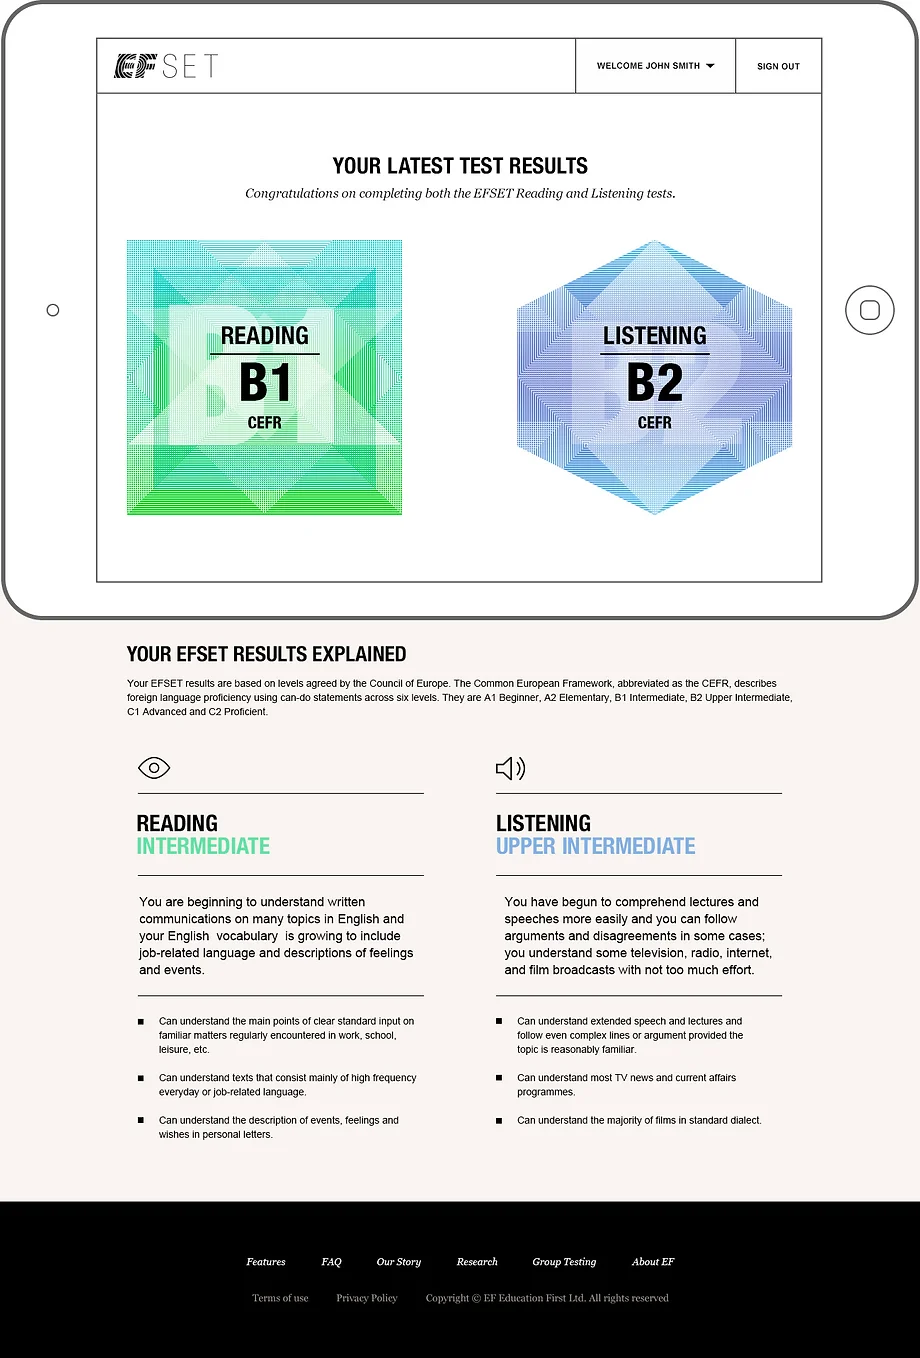 EF SET
WELCOME JOHN SMITH
SIGN OUT
YOUR LATEST TEST RESULTS
Congratulations on completing both the EFSET Reading and Listening tests.
B1
READING
B1
CEFR
B2
LISTENING
B2
CEFR
YOUR EFSET RESULTS EXPLAINED
Your EFSET results are based on levels agreed by the Council of Europe. The Common European Framework, abbreviated as the CEFR, describes
foreign language proficiency using can-do statements across six levels. They are A1 Beginner, A2 Elementary, B1 Intermediate, B2 Upper Intermediate,
C1 Advanced and C2 Proficient.
READING
INTERMEDIATE
You are beginning to understand written
communications on many topics in English and
your English vocabulary is growing to include
job-related language and descriptions of feelings
and events.
Can understand the main points of clear standard input on
familiar matters regularly encountered in work, school,
leisure, etc.
Can understand texts that consist mainly of high frequency
everyday or job-related language.
Can understand the description of events, feelings and
wishes in personal letters.
LISTENING
UPPER INTERMEDIATE
You have begun to comprehend lectures and
speeches more easily and you can follow
arguments and disagreements in some cases;
you understand some television, radio, internet,
and film broadcasts with not too much effort.
Can understand extended speech and lectures and
follow even complex lines or argument provided the
topic is reasonably familiar.
Can understand most TV news and current affairs
programmes.
Can understand the majority of films in standard dialect.
Features FAQ Our Story Research Group Testing About EF
Terms of use Privacy Policy Copyright © EF Education First Ltd. All rights reserved